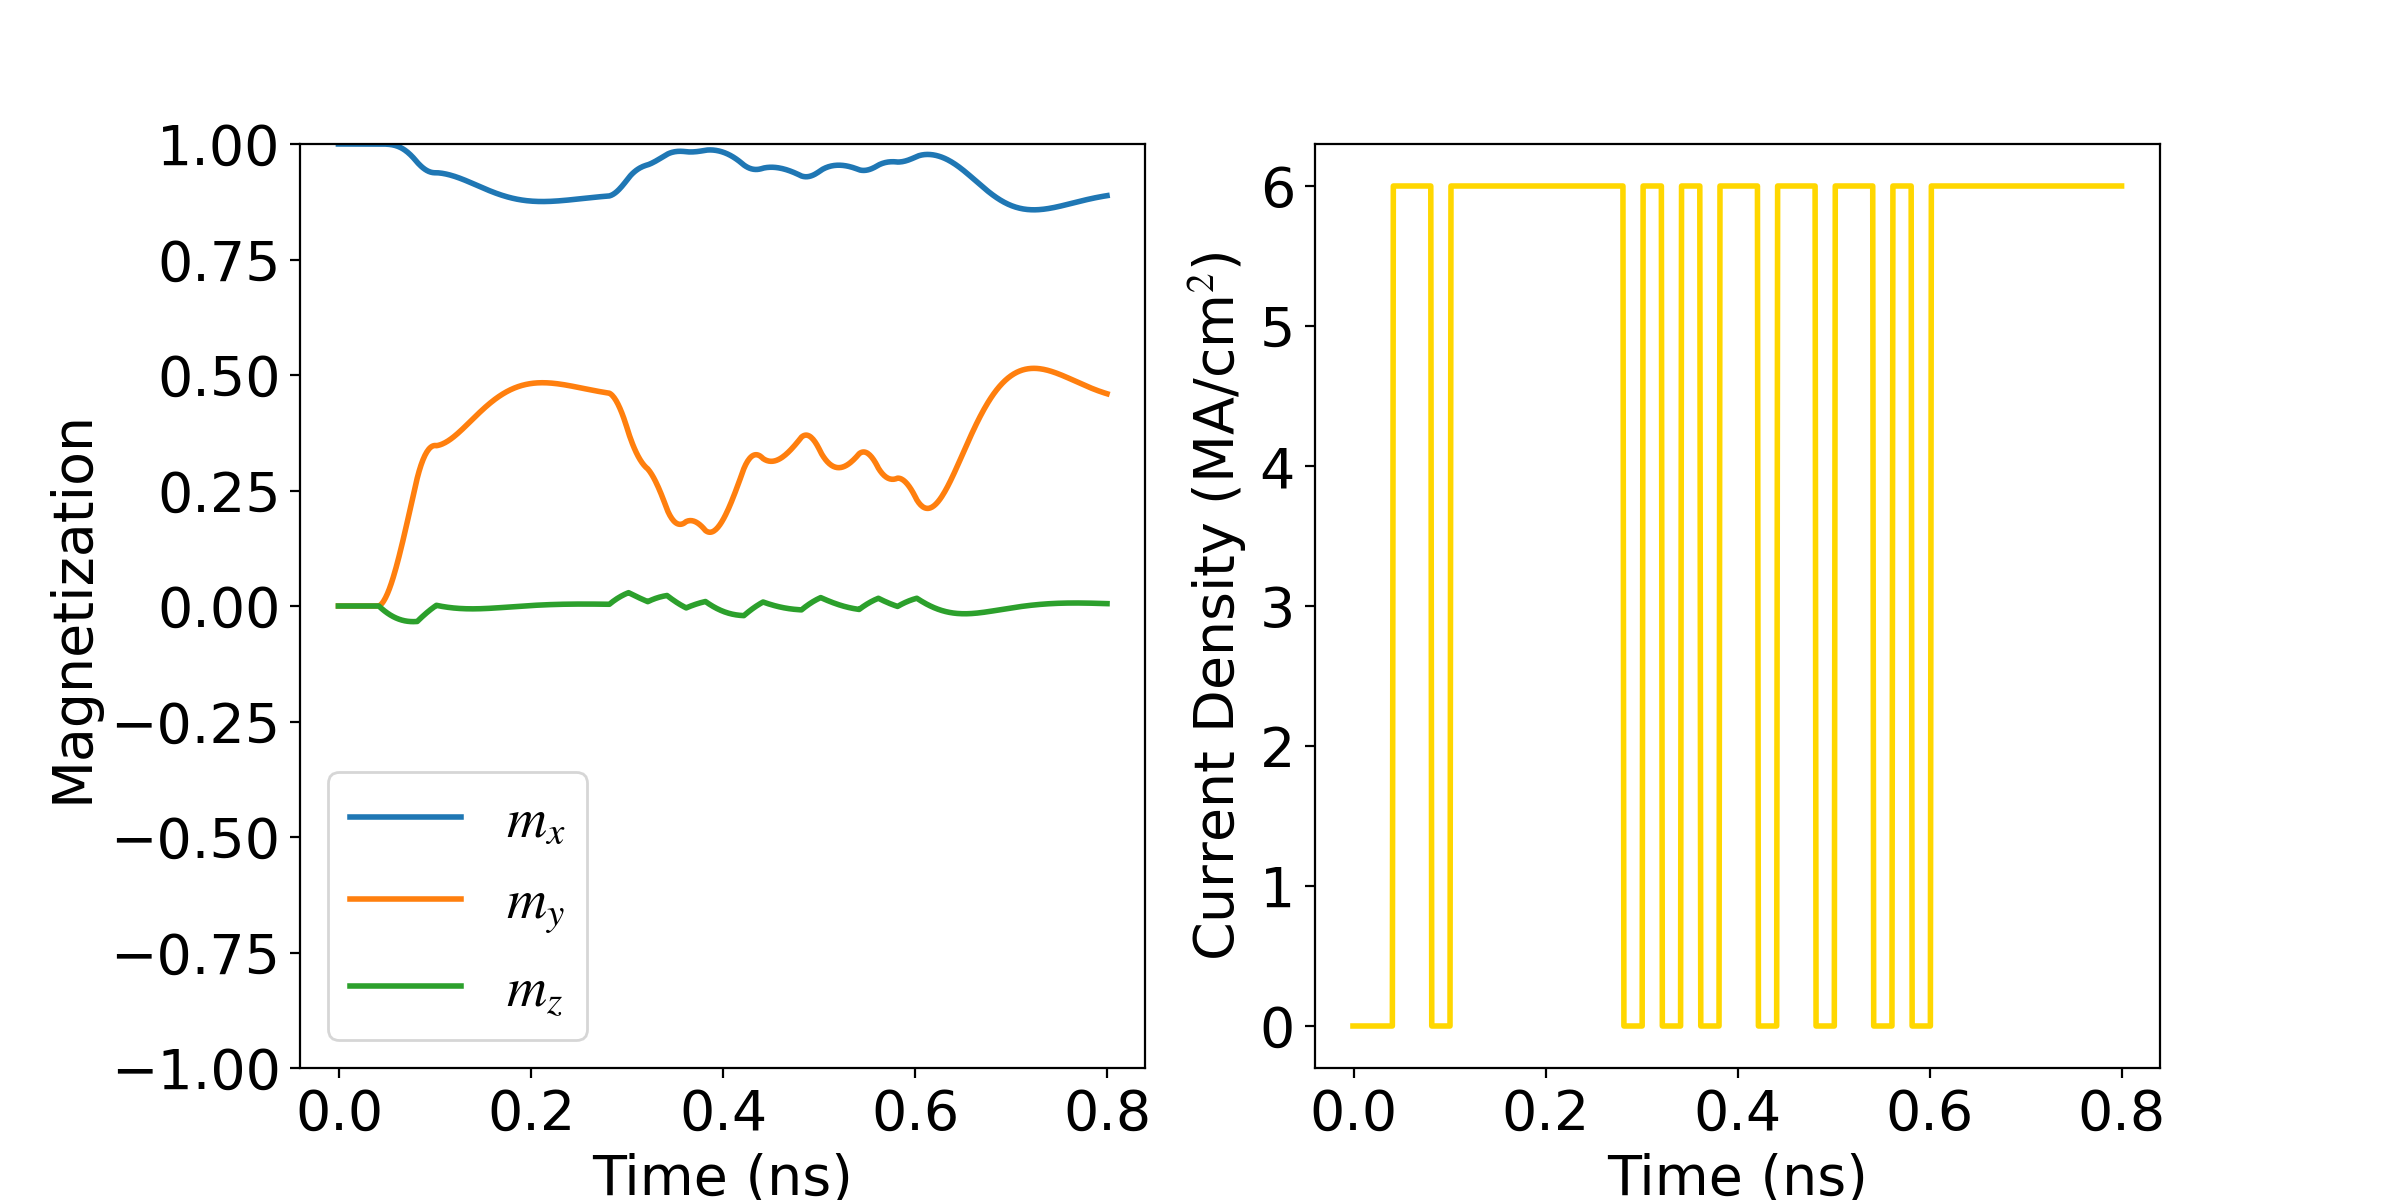 1.00
0.75
0.50
0.25
0.00
−0.25
−0.50
−0.75
−1.00
Magnetization
m_x
m_y
m_z
0.0 0.2 0.4 0.6 0.8
Time (ns)
6
5
4
3
2
1
0
Current Density (MA/cm²)
0.0 0.2 0.4 0.6 0.8
Time (ns)